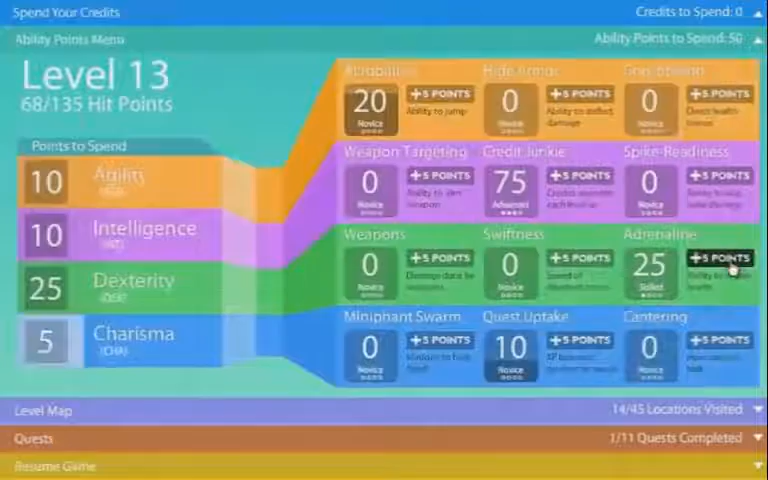 Spend Your Credits
Credits to Spend: 0
Ability Points Menu
Ability Points to Spend: 50
Level 13
68/135 Hit Points
Points to Spend
10 Agility
10 Intelligence
(INT)
25 Dexterity
(DEX)
5 Charisma
(CHA)
20 Novice
+5 POINTS
Ability to jump
0 Novice
+5 POINTS
Ability to deflect damage
0 Novice
+5 POINTS
Weapon Targeting
0 Novice
+5 POINTS
Credit Junkie
75 Advanced
+5 POINTS
Spike-Readiness
0 Novice
+5 POINTS
Weapons
0 Novice
+5 POINTS
Swiftness
0 Novice
+5 POINTS
Adrenaline
25 Skilled
+5 POINTS
Miniphant Swarm
0 Novice
+5 POINTS
Quest Uptake
10 Novice
+5 POINTS
Cantering
0 Novice
+5 POINTS
Level Map
14/45 Locations Visited
Quests
1/11 Quests Completed
Resume Game